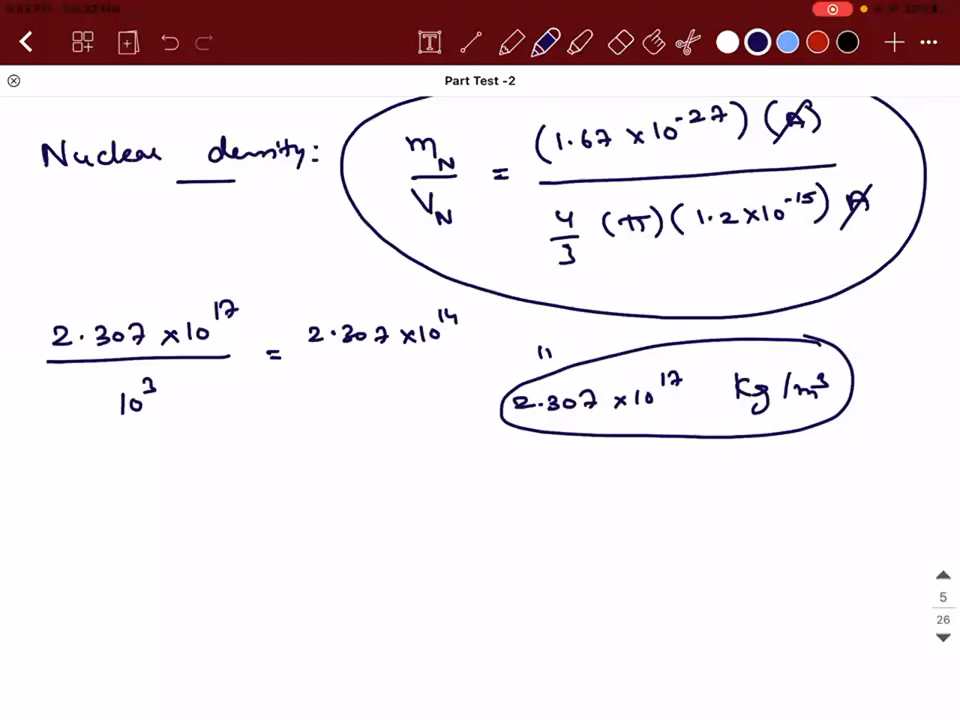 Part Test -2
Nuclear density: m_N / V_N = (1.67 ×10^-27) (A) / 4/3 (π)(1.2×10^-15) A
2.307 ×10^17 / 10^3 = 2.307 ×10^14
"
2.307 ×10^17 Kg/m^3
5
26